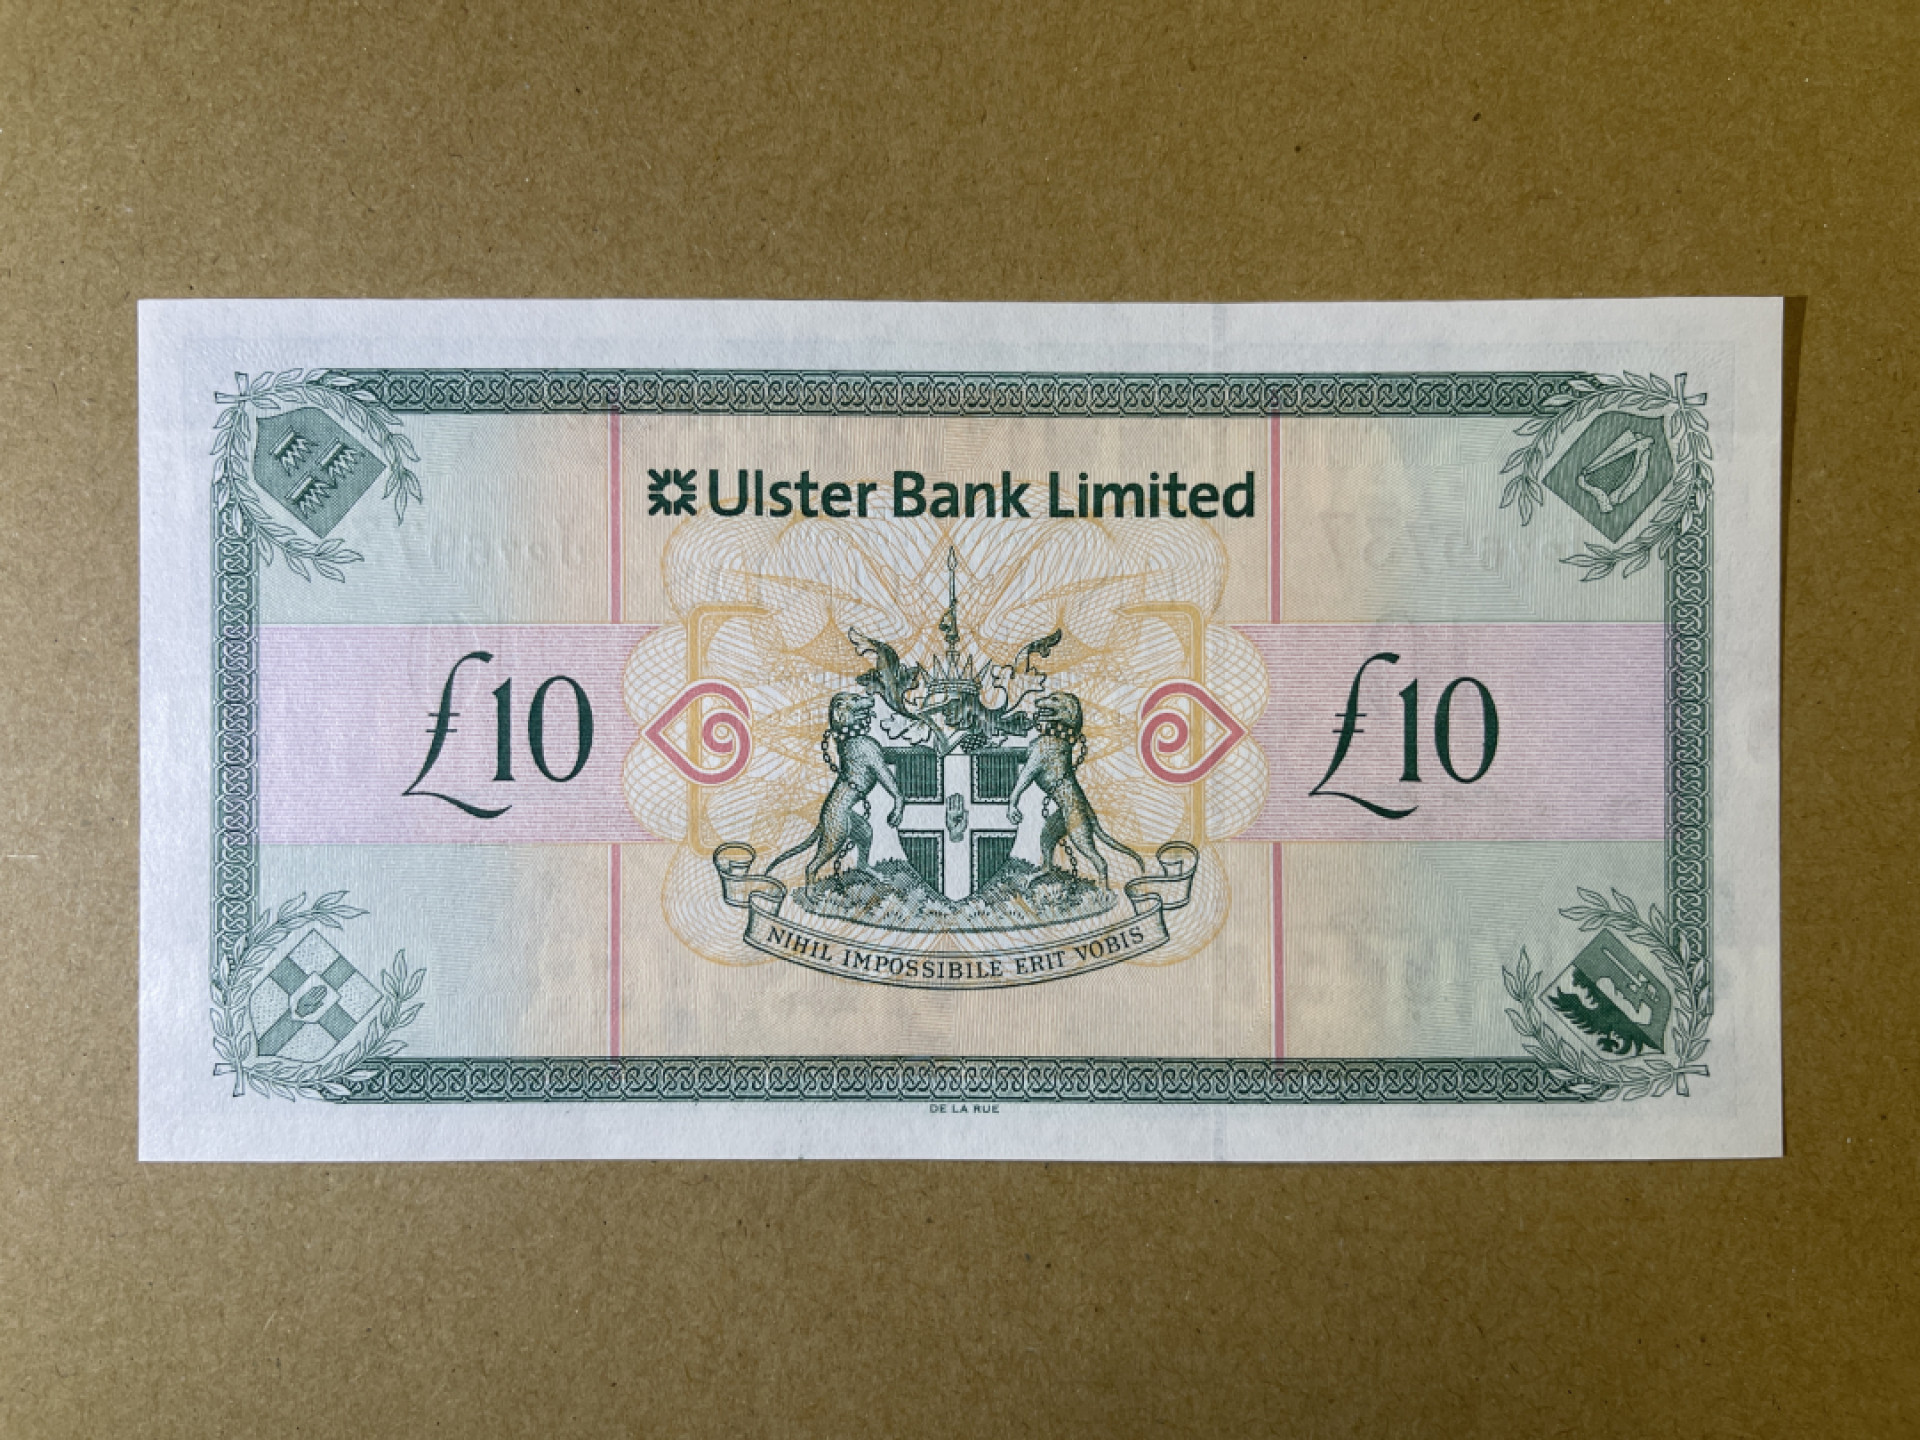 Ulster Bank Limited
£10
£10
NIHIL IMPOSSIBILE ERIT VOBIS
DE LA RUE